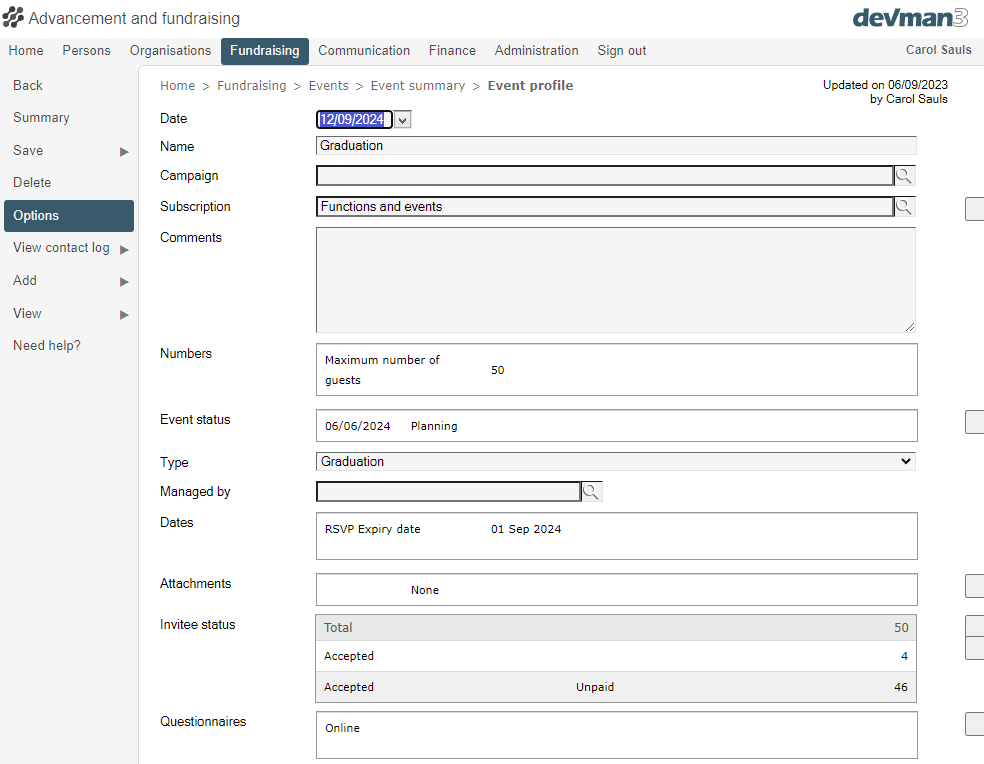 Advancement and fundraising
devman3
Home Persons Organisations Fundraising Communication Finance Administration Sign out Carol Sauls
Back
Summary
Save
Delete
Options
View contact log
Add
View
Need help?
Home > Fundraising > Events > Event summary > Event profile
Updated on 06/09/2023
by Carol Sauls
Date 12/09/2024
Name Graduation
Campaign
Subscription Functions and events
Comments
Numbers
Maximum number of
guests 50
Event status 06/06/2024 Planning
Type Graduation
Managed by
Dates
RSVP Expiry date 01 Sep 2024
Attachments None
Invitee status
Total 50
Accepted 4
Accepted Unpaid 46
Questionnaires
Online